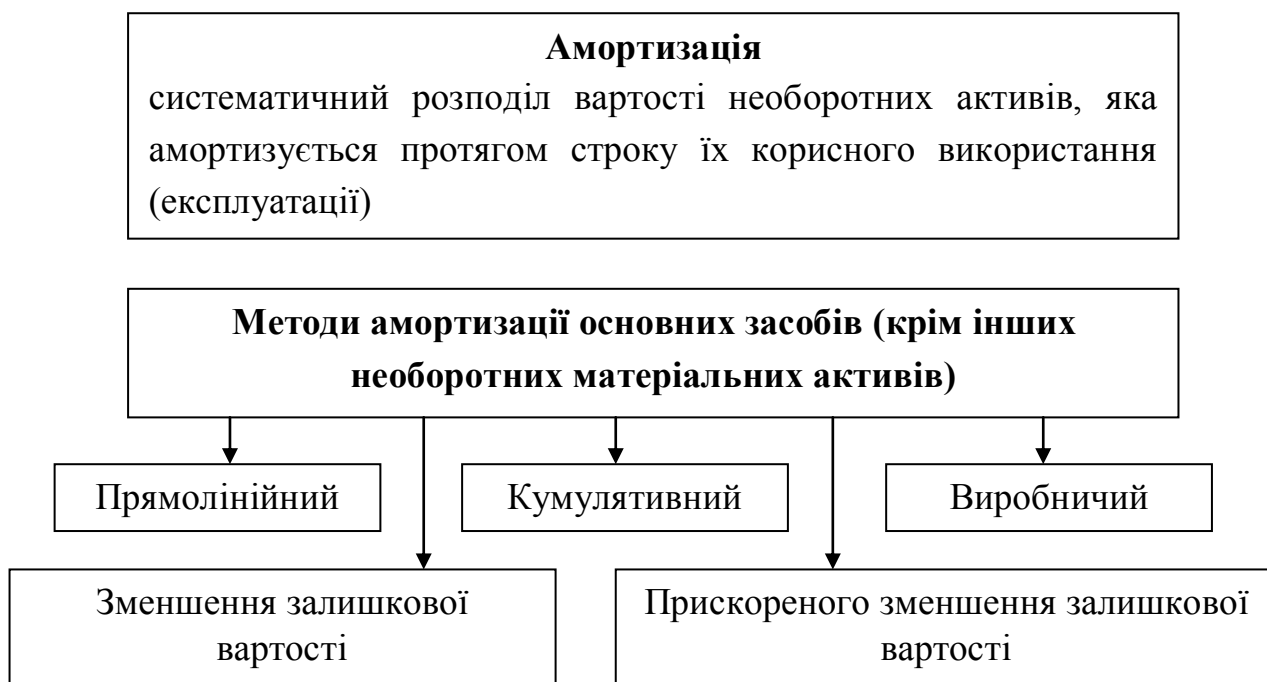 Амортизація
систематичний розподіл вартості необоротних активів, яка
амортизується протягом строку їх корисного використання
(експлуатації)
Методи амортизації основних засобів (крім інших
необоротних матеріальних активів)
Прямолінійний
Кумулятивний
Виробничий
Зменшення залишкової
вартості
Прискореного зменшення залишкової
вартості